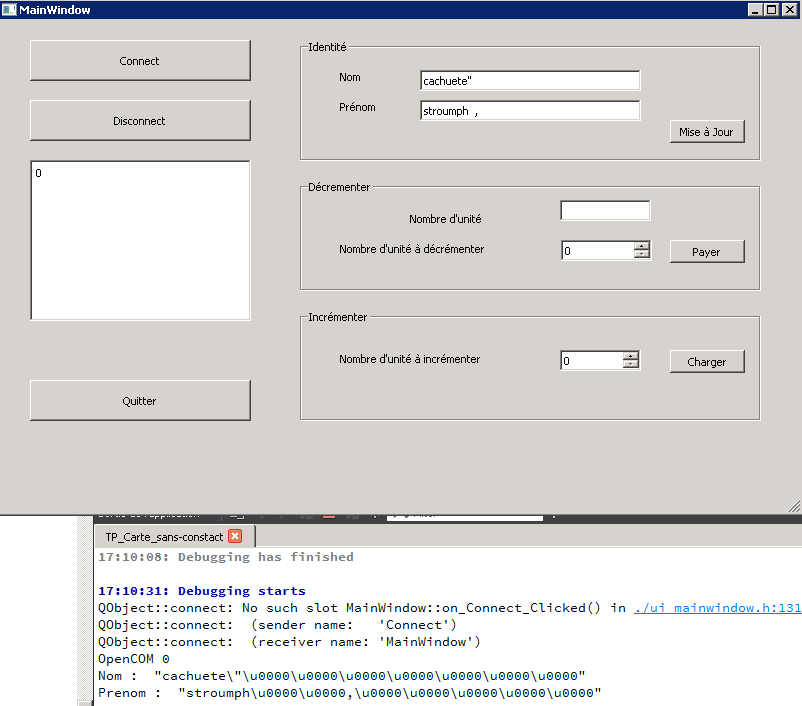 MainWindow
Connect
Disconnect
0
Quitter
Identité
Nom
cachuete"
Prénom
stroumph ,
Mise à Jour
Décrementer
Nombre d'unité
Nombre d'unité à décrémenter
0
Payer
Incrémenter
Nombre d'unité à incrémenter
0
Charger
TP_Carte_sans-constact
17:10:08: Debugging has finished
17:10:31: Debugging starts
QObject::connect: No such slot MainWindow::on_Connect_Clicked() in ./ui_mainwindow.h:131
QObject::connect:  (sender name:   'Connect')
QObject::connect:  (receiver name: 'MainWindow')
OpenCOM 0
Nom :  "cachuete\"\u0000\u0000\u0000\u0000\u0000\u0000\u0000"
Prenom :  "stroumph\u0000\u0000,\u0000\u0000\u0000\u0000\u0000"